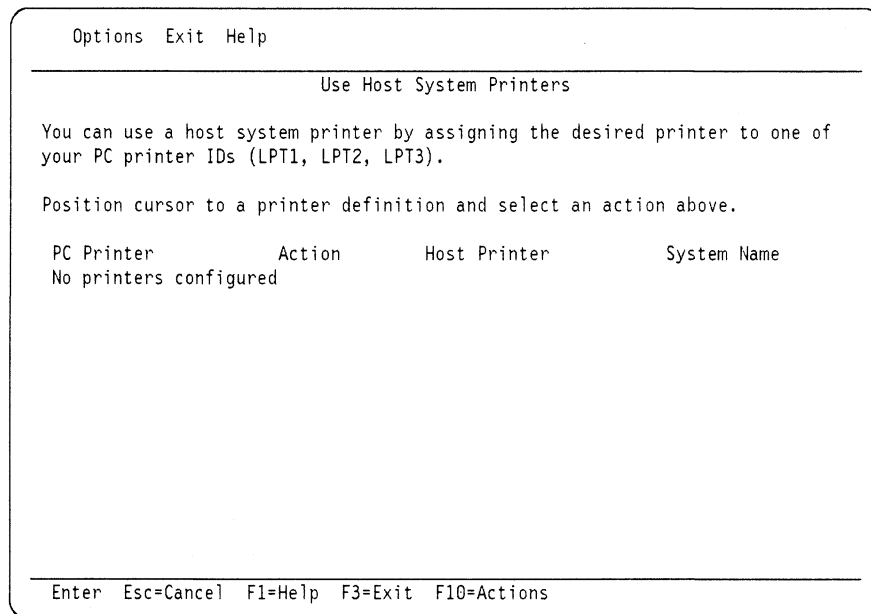 Options Exit Help
Use Host System Printers
You can use a host system printer by assigning the desired printer to one of
your PC printer IDs (LPT1, LPT2, LPT3).
Position cursor to a printer definition and select an action above.
PC Printer Action Host Printer System Name
No printers configured
Enter Esc=Cancel F1=Help F3=Exit F10=Actions